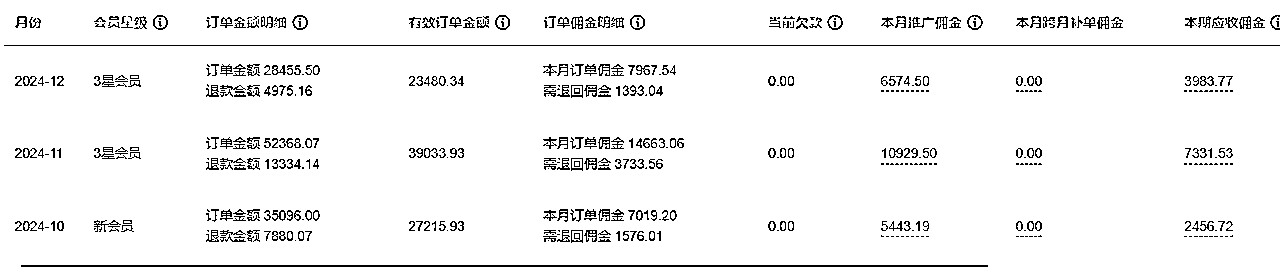 月份 会员星级 订单金额明细 有效订单金额 订单佣金明细 当前欠款 本月推广佣金 本月跨月补单佣金 本期应收佣金
2024-12 3星会员 订单金额 28455.50 退款金额 4975.16 23480.34 本月订单佣金 7967.54 需退回佣金 1393.04 0.00 6574.50 0.00 3983.77
2024-11 3星会员 订单金额 52368.07 退款金额 13334.14 39033.93 本月订单佣金 14663.06 需退回佣金 3733.56 0.00 10929.50 0.00 7331.53
2024-10 新会员 订单金额 35096.00 退款金额 7880.07 27215.93 本月订单佣金 7019.20 需退回佣金 1576.01 0.00 5443.19 0.00 2456.72